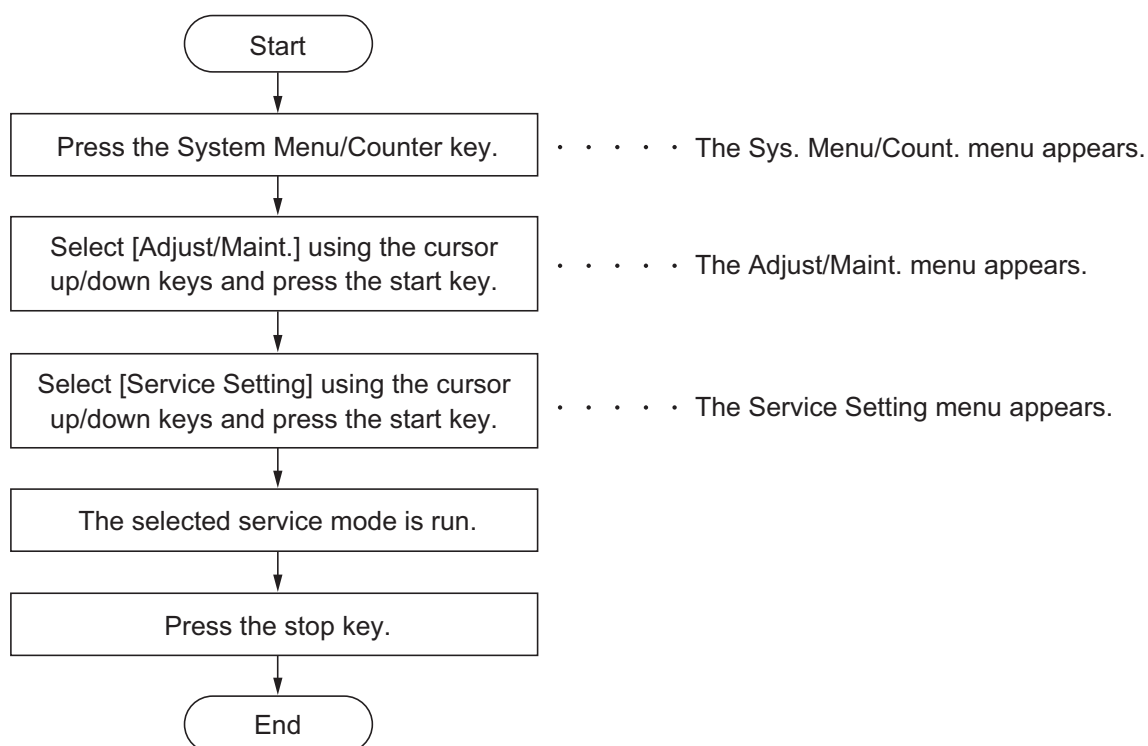 Start
Press the System Menu/Counter key.
· · · · · The Sys. Menu/Count. menu appears.
Select [Adjust/Maint.] using the cursor
up/down keys and press the start key.
· · · · · The Adjust/Maint. menu appears.
Select [Service Setting] using the cursor
up/down keys and press the start key.
· · · · · The Service Setting menu appears.
The selected service mode is run.
Press the stop key.
End